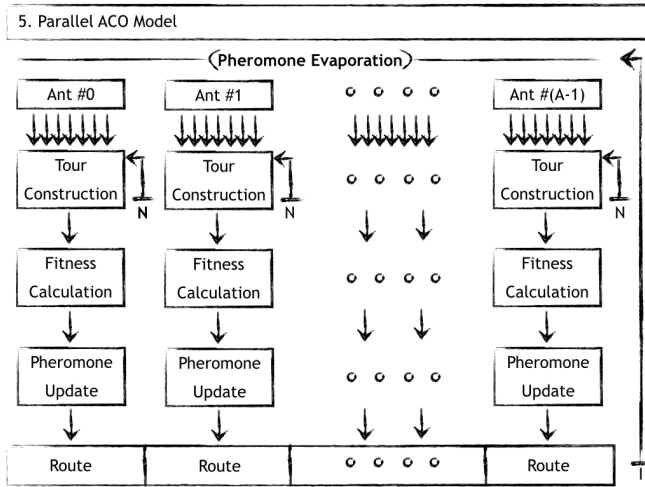 5. Parallel ACO Model
(Pheromone Evaporation)
Ant #0
Ant #1
Ant #(A-1)
Tour
Construction
N
Tour
Construction
N
Tour
Construction
N
Fitness
Calculation
Fitness
Calculation
Fitness
Calculation
Pheromone
Update
Pheromone
Update
Pheromone
Update
Route
Route
Route
I